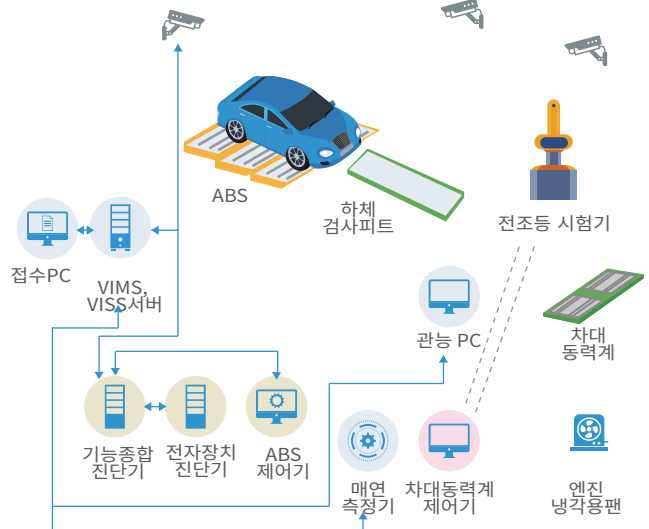 ABS
하체
검사피트
전조등 시험기
접수PC
VIMS,
VISS서버
관능 PC
차대
동력계
기능종합
진단기
전자장치
진단기
ABS
제어기
매연
측정기
차대동력계
제어기
엔진
냉각용팬